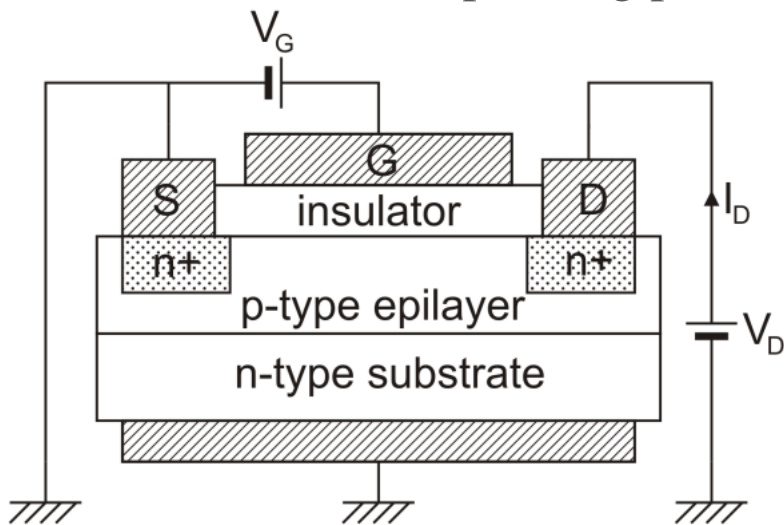 V_G
G
S
D
insulator
I_D
n+
n+
p-type epilayer
V_D
n-type substrate